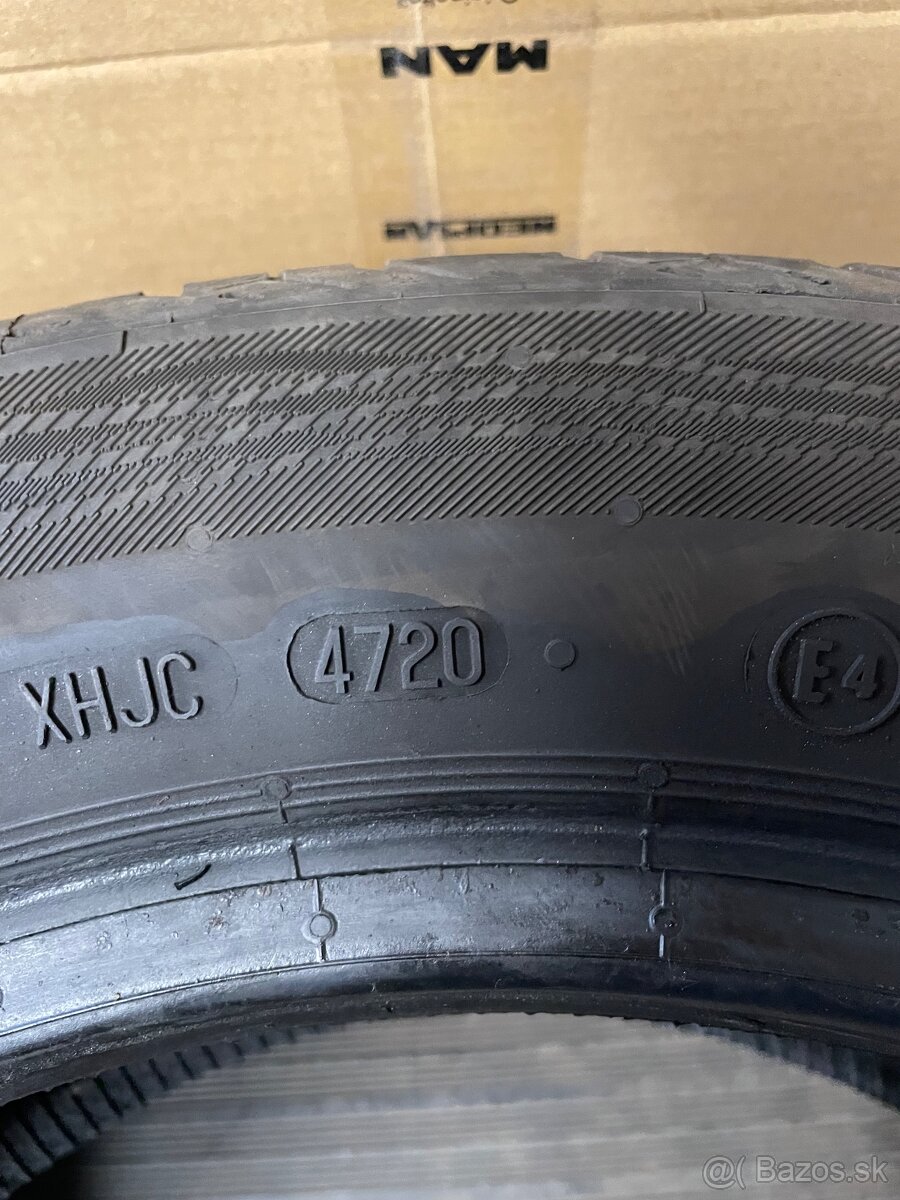 MAN
XHJC 4720 E4
@( Bazos.sk